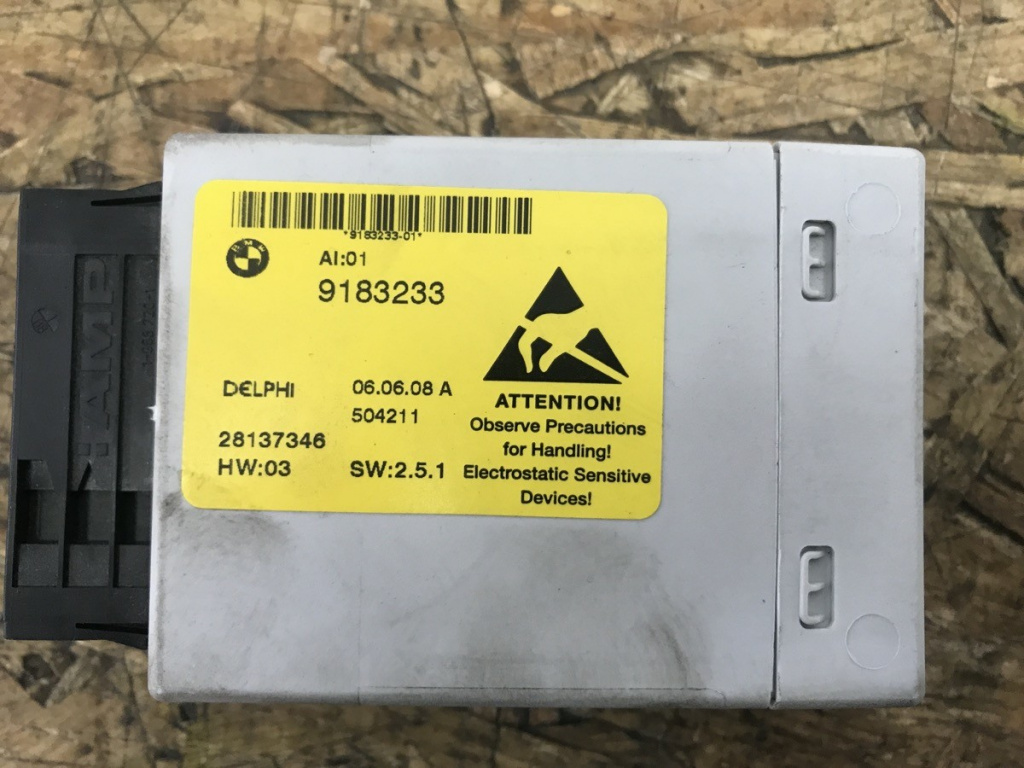 *9183233-01*
BMW
AI:01
9183233
DELPHI 06.06.08 A
504211
28137346
HW:03 SW:2.5.1
ATTENTION!
Observe Precautions
for Handling!
Electrostatic Sensitive
Devices!
AMP